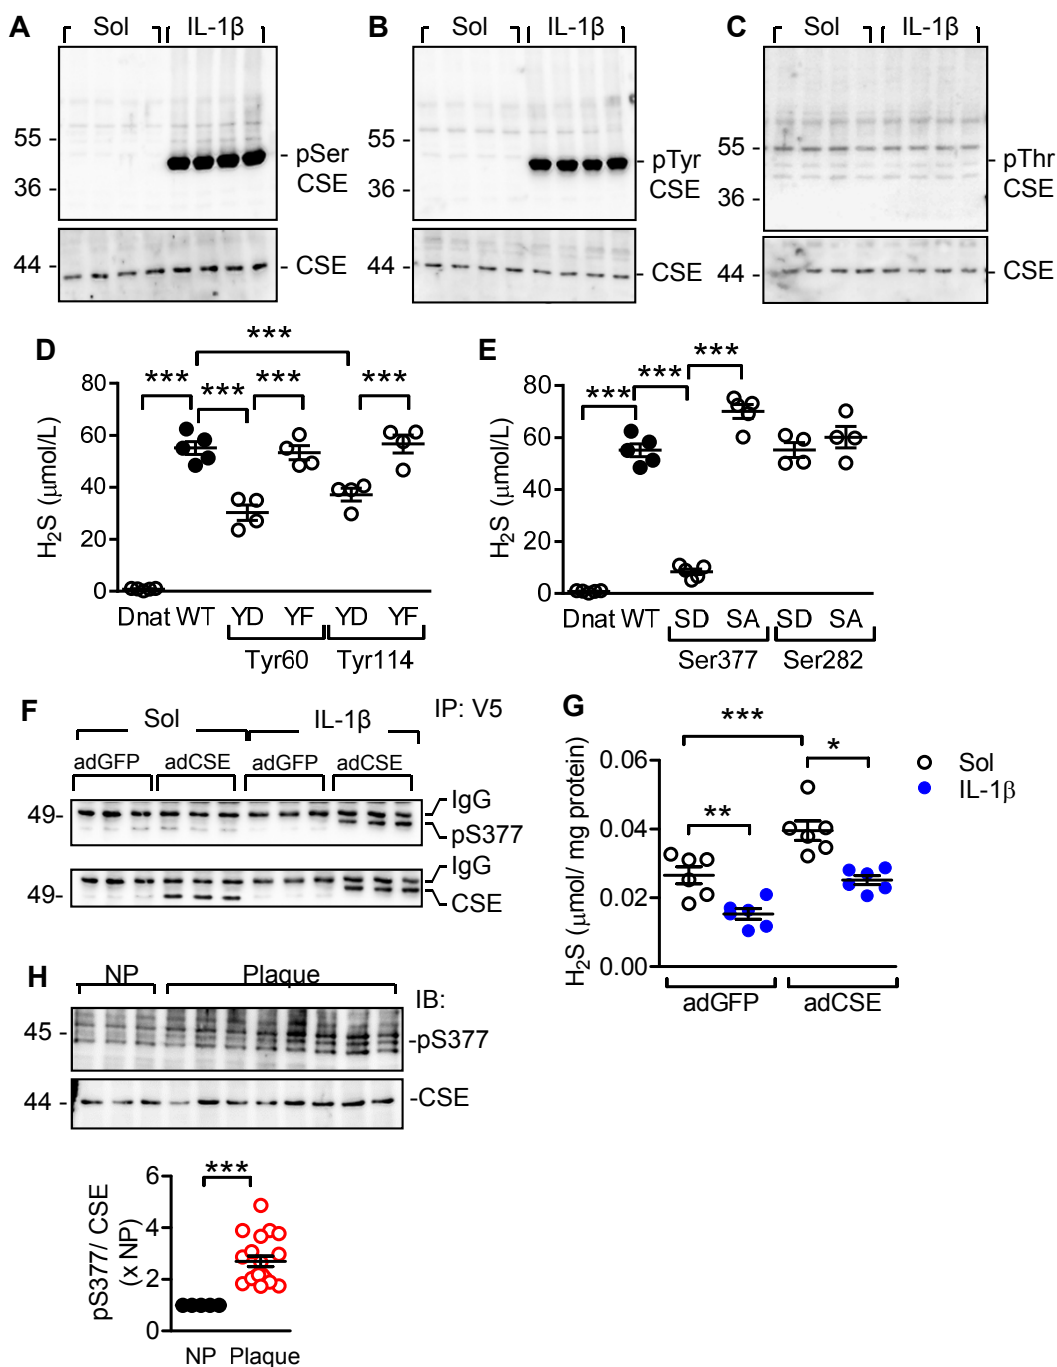 A
Sol
IL-1β
55 -
36 -
- pSer
CSE
44 -
- CSE
B
Sol
IL-1β
55 -
36 -
- pTyr
CSE
44 -
- CSE
C
Sol
IL-1β
55 -
36 -
- pThr
CSE
44 -
- CSE
D
***
***
***
***
***
H2S (μmol/L)
80
60
40
20
0
Dnat WT YD YF YD YF
Tyr60 Tyr114
E
***
***
***
H2S (μmol/L)
80
60
40
20
0
Dnat WT SD SA SD SA
Ser377 Ser282
F
Sol
IL-1β
IP: V5
adGFP adCSE adGFP adCSE
49-
IgG
pS377
49-
IgG
CSE
G
***
**
*
Sol
IL-1β
H2S (μmol/ mg protein)
0.06
0.04
0.02
0.00
adGFP adCSE
H
NP
Plaque
IB:
45 -
-pS377
44 -
-CSE
***
pS377/ CSE
(x NP)
6
4
2
0
NP Plaque